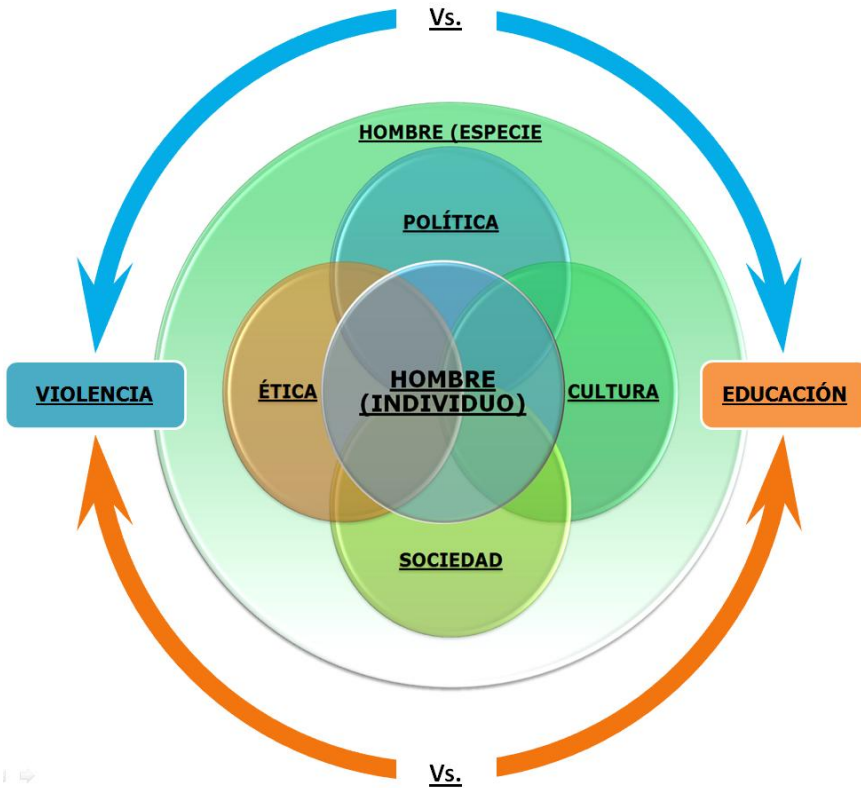 Vs.
HOMBRE (ESPECIE
POLÍTICA
VIOLENCIA
ÉTICA
HOMBRE
(INDIVIDUO)
CULTURA
EDUCACIÓN
SOCIEDAD
Vs.